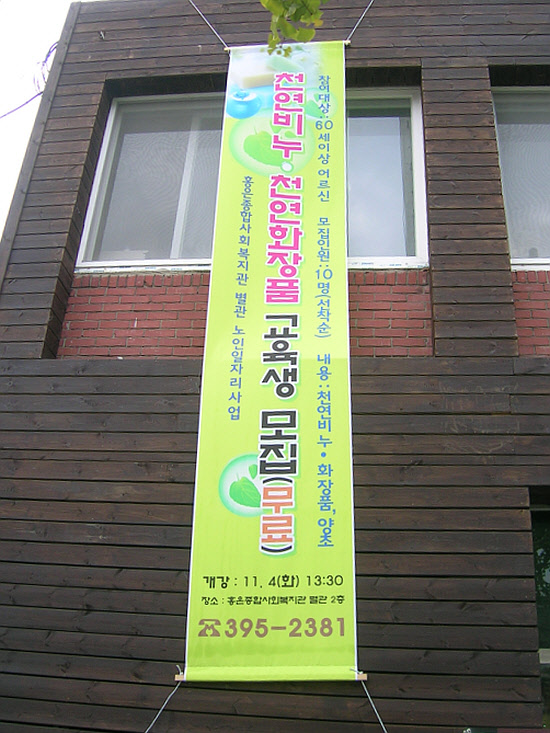 참여대상:60세이상 어르신 모집인원:10명(선착순) 내용:천연비누•화장품,양초
천연비누•천연화장품 교육생 모집(무료)
홍은종합사회복지관 별관 노인일자리사업
개강 : 11. 4(화) 13:30
장소 : 홍은종합사회복지관 별관 2층
☎395-2381